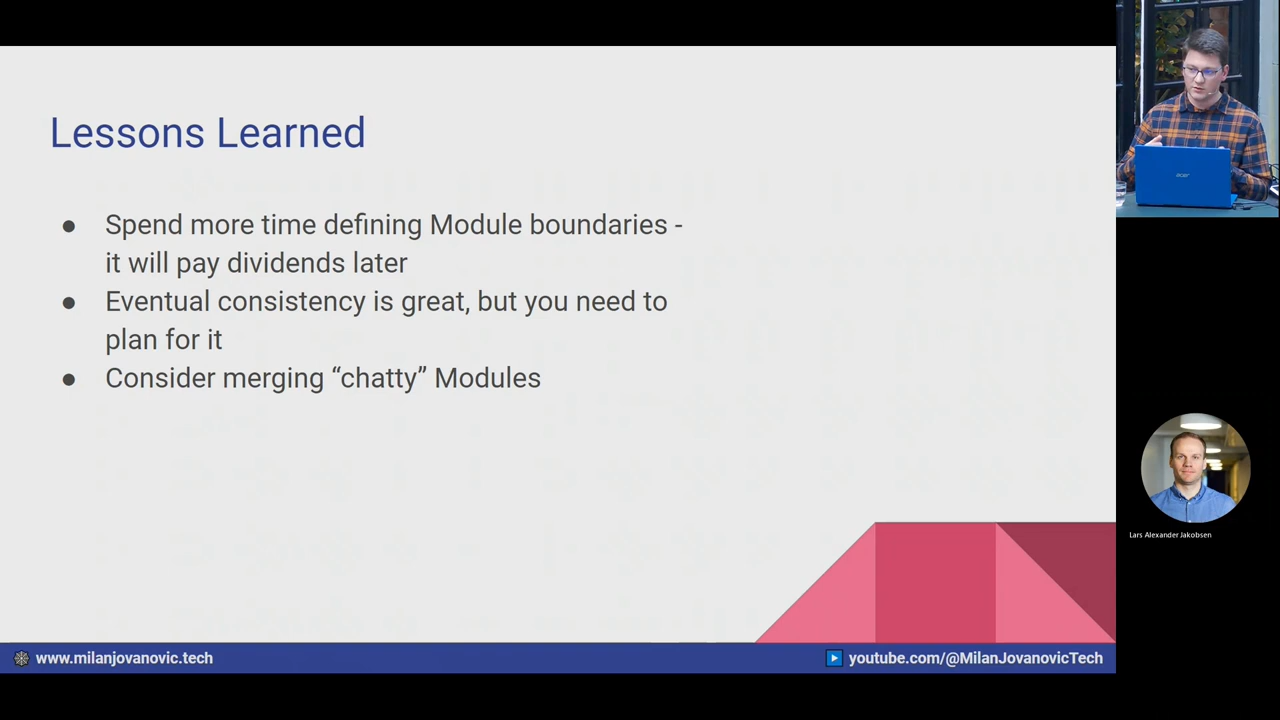 Lessons Learned
● Spend more time defining Module boundaries -
it will pay dividends later
● Eventual consistency is great, but you need to
plan for it
● Consider merging “chatty” Modules
www.milanjovanovic.tech
youtube.com/@MilanJovanovicTech
acer
Lars Alexander Jakobsen